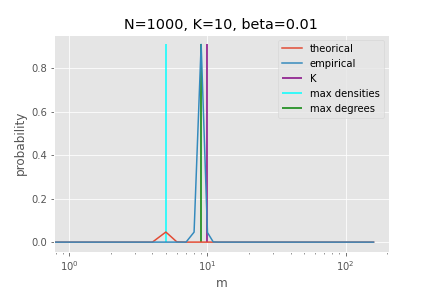 N=1000, K=10, beta=0.01
probability
0.8
0.6
0.4
0.2
0.0
theorical
empirical
K
max densities
max degrees
10⁰
10¹
10²
m